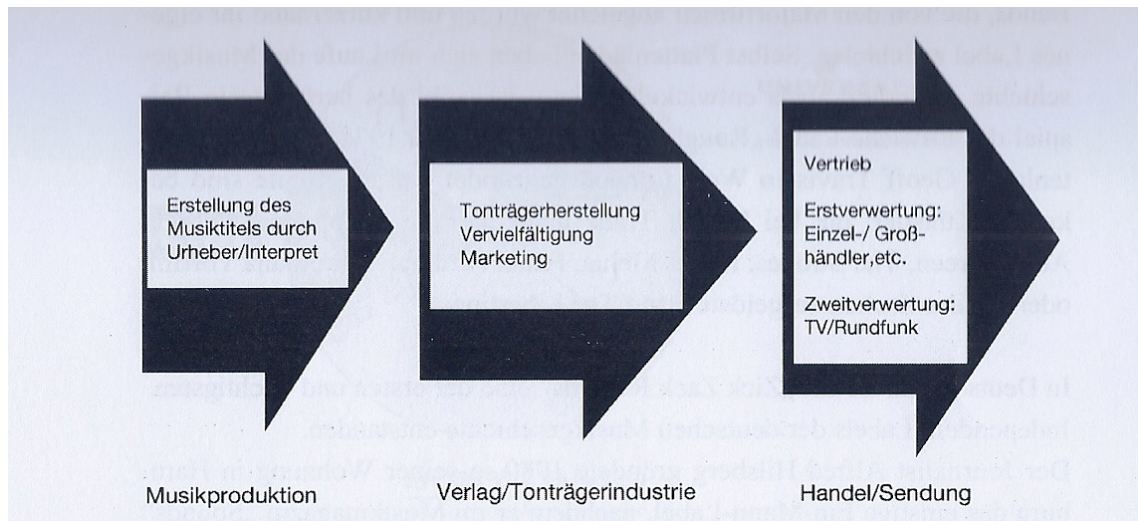 Erstellung des
Musiktitels durch
Urheber/Interpret
Tonträgerherstellung
Vervielfältigung
Marketing
Vertrieb
Erstverwertung:
Einzel-/ Groß-
händler,etc.
Zweitverwertung:
TV/Rundfunk
Musikproduktion
Verlag/Tonträgerindustrie
Handel/Sendung